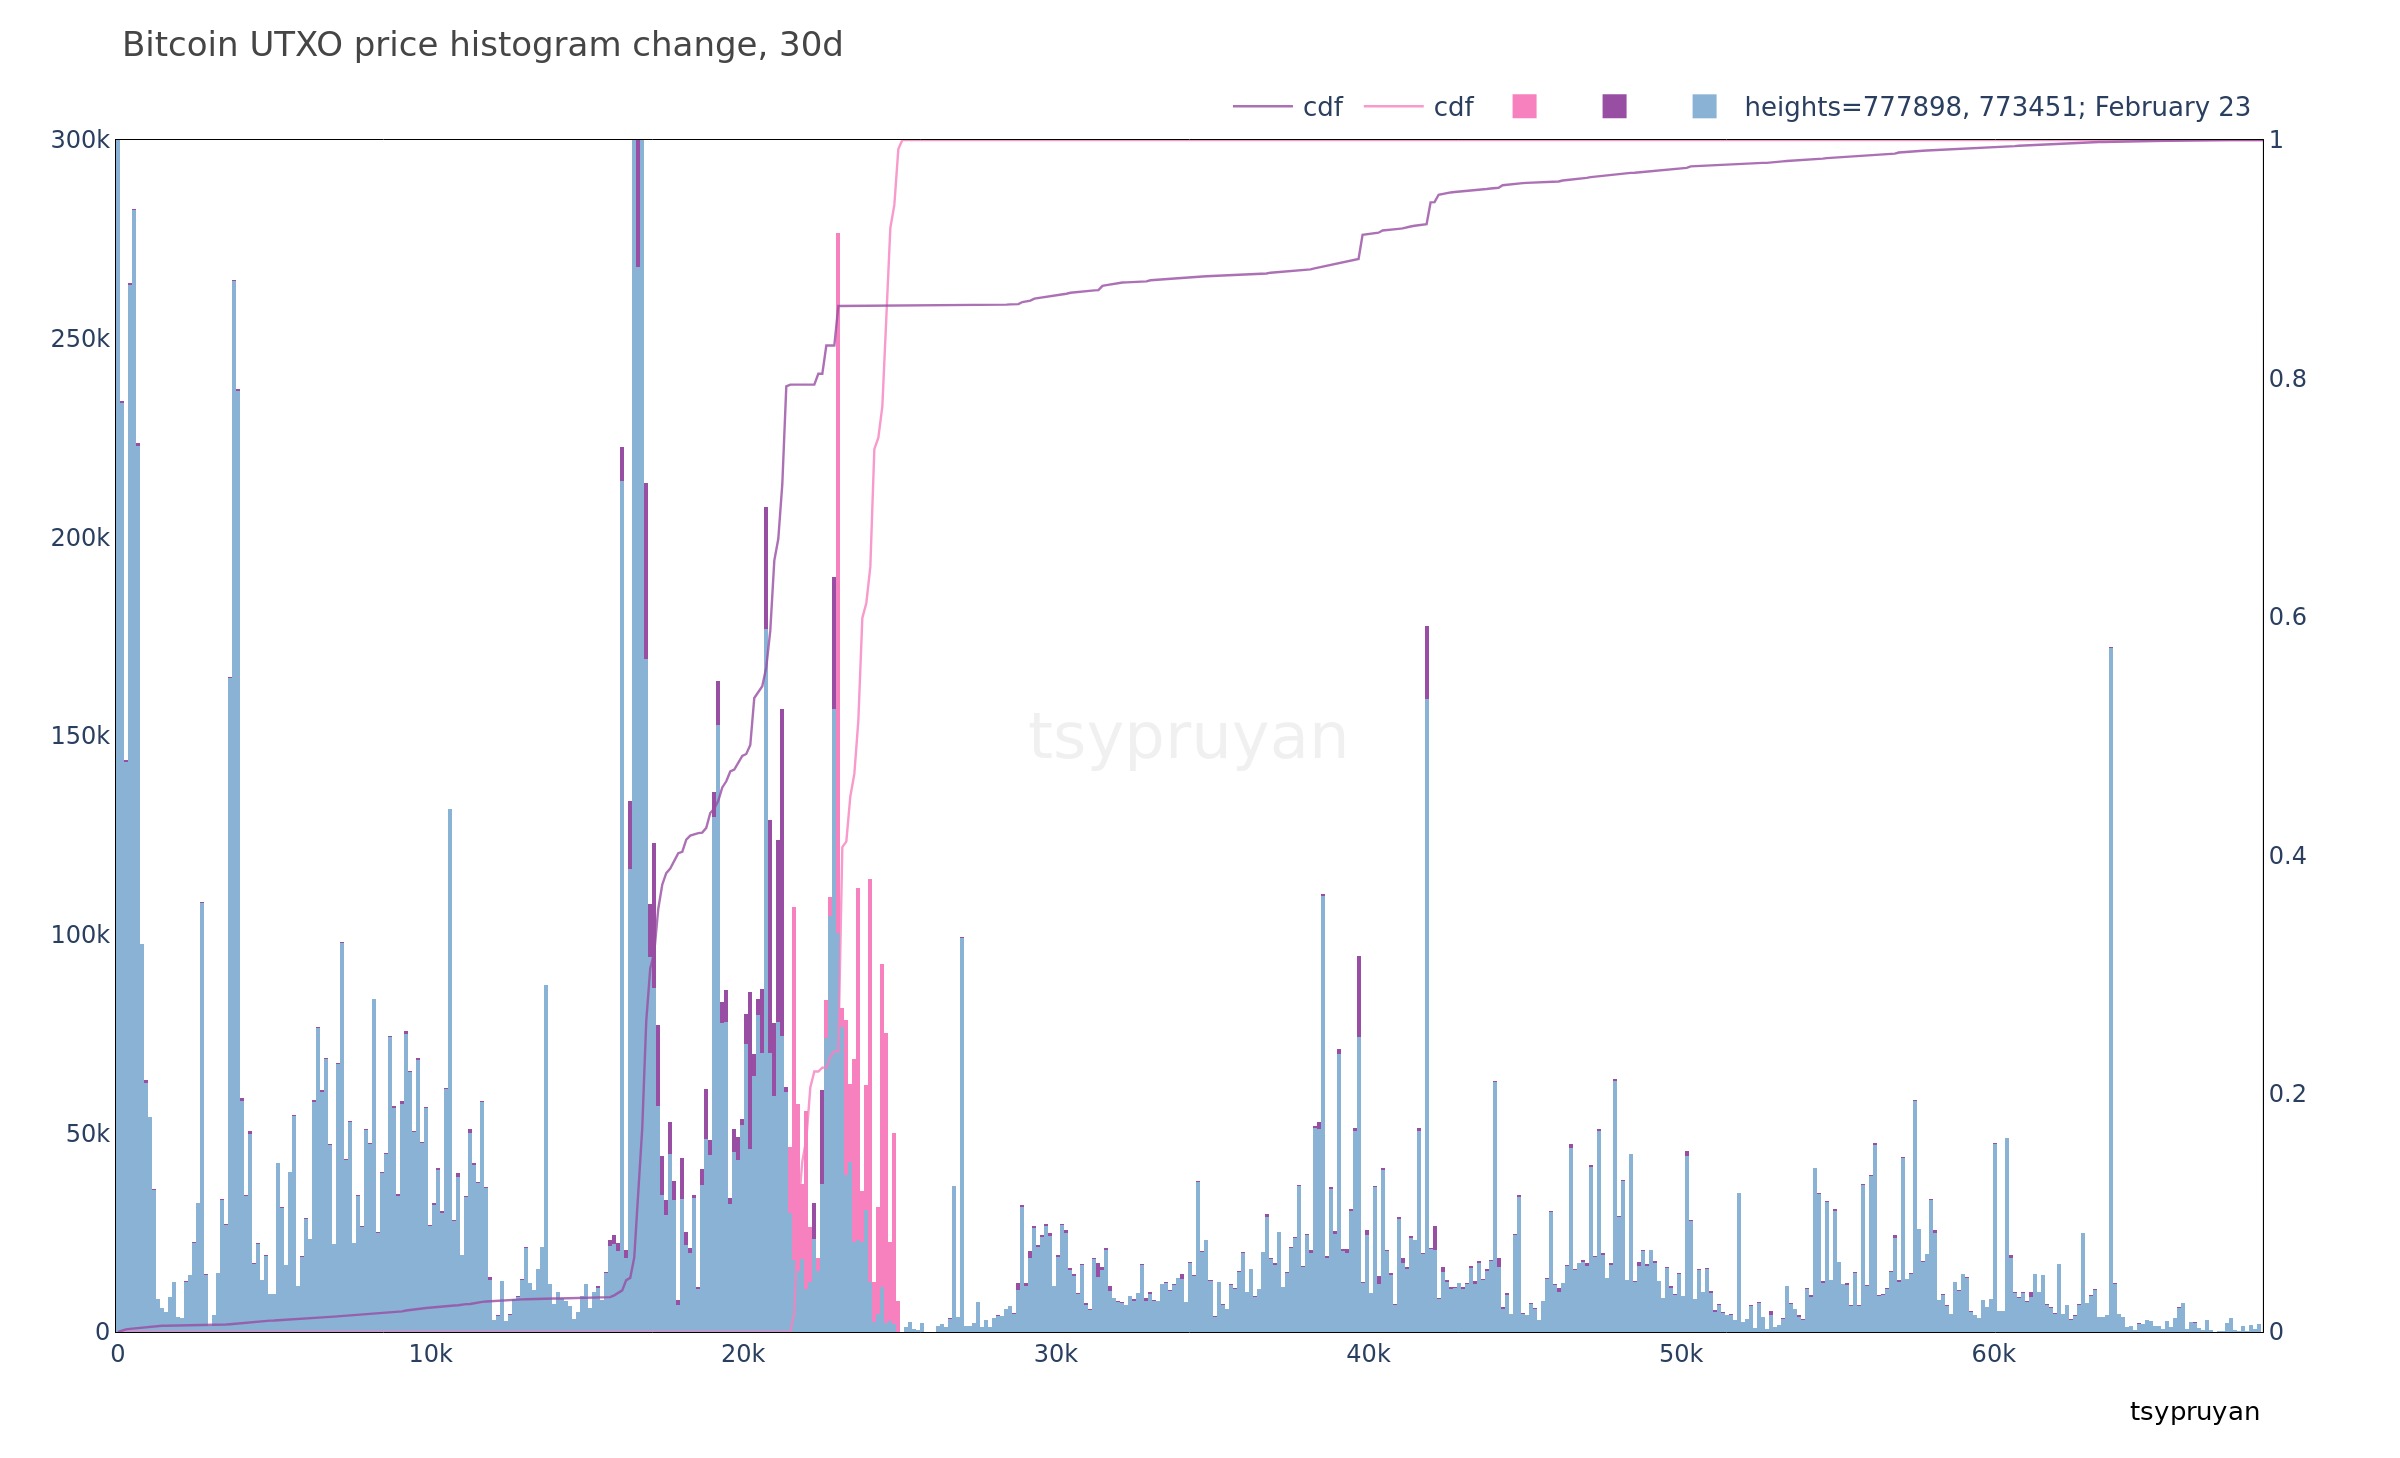 Bitcoin UTXO price histogram change, 30d
cdf cdf heights=777898, 773451; February 23
300k 1
250k
0.8
200k
0.6
150k
tsypruyan
0.4
100k
0.2
50k
0 0
0 10k 20k 30k 40k 50k 60k
tsypruyan